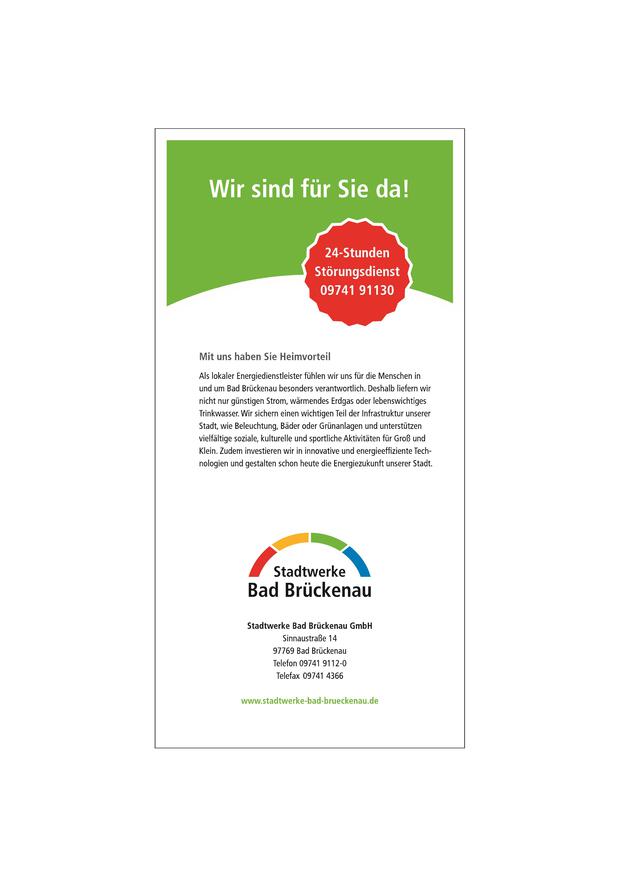 Wir sind für Sie da!
24-Stunden
Störungsdienst
09741 91130
Mit uns haben Sie Heimvorteil
Als lokaler Energiedienstleister fühlen wir uns für die Menschen in
und um Bad Brückenau besonders verantwortlich. Deshalb liefern wir
nicht nur günstigen Strom, wärmendes Erdgas oder lebenswichtiges
Trinkwasser. Wir sichern einen wichtigen Teil der Infrastruktur unserer
Stadt, wie Beleuchtung, Bäder oder Grünanlagen und unterstützen
vielfältige soziale, kulturelle und sportliche Aktivitäten für Groß und
Klein. Zudem investieren wir in innovative und energieeffiziente Tech-
nologien und gestalten schon heute die Energiezukunft unserer Stadt.
Stadtwerke
Bad Brückenau
Stadtwerke Bad Brückenau GmbH
Sinnaustraße 14
97769 Bad Brückenau
Telefon 09741 9112-0
Telefax 09741 4366
www.stadtwerke-bad-brueckenau.de